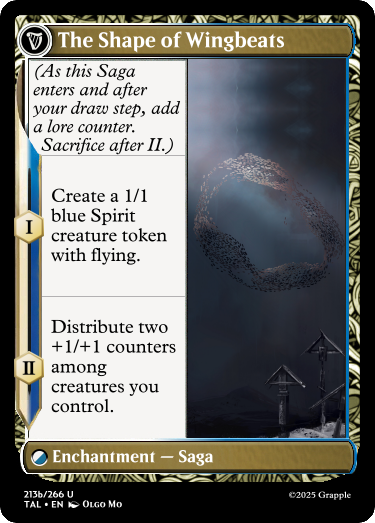 The Shape of Wingbeats
(As this Saga
enters and after
your draw step, add
a lore counter.
Sacrifice after II.)
I
Create a 1/1
blue Spirit
creature token
with flying.
II
Distribute two
+1/+1 counters
among
creatures you
control.
Enchantment — Saga
213b/266 U
TAL • EN Olgo Mo
©2025 Grapple